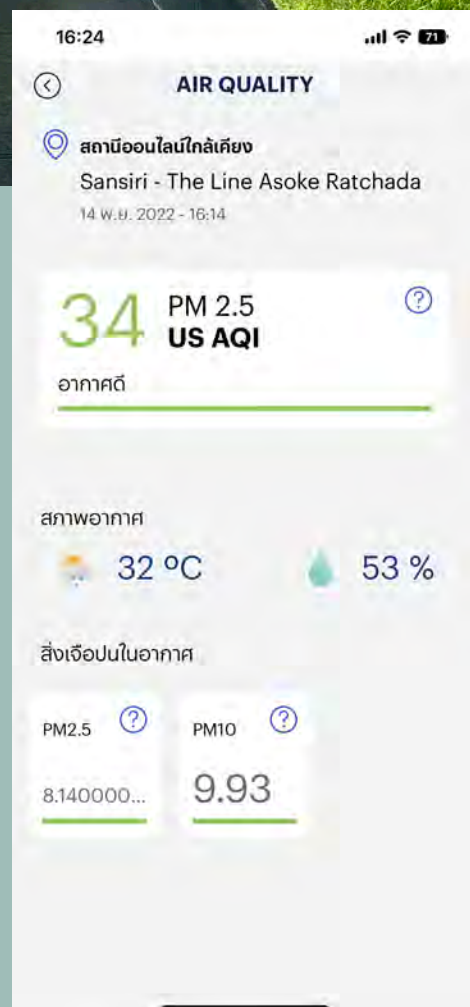 16:24
71
AIR QUALITY
สถานีออนไลน์ใกล้เคียง
Sansiri - The Line Asoke Ratchada
14 พ.ย. 2022 - 16:14
34 PM 2.5 ?
US AQI
อากาศดี
สภาพอากาศ
32 ºC 53 %
สิ่งเจือปนในอากาศ
PM2.5 ? PM10 ?
8.140000... 9.93